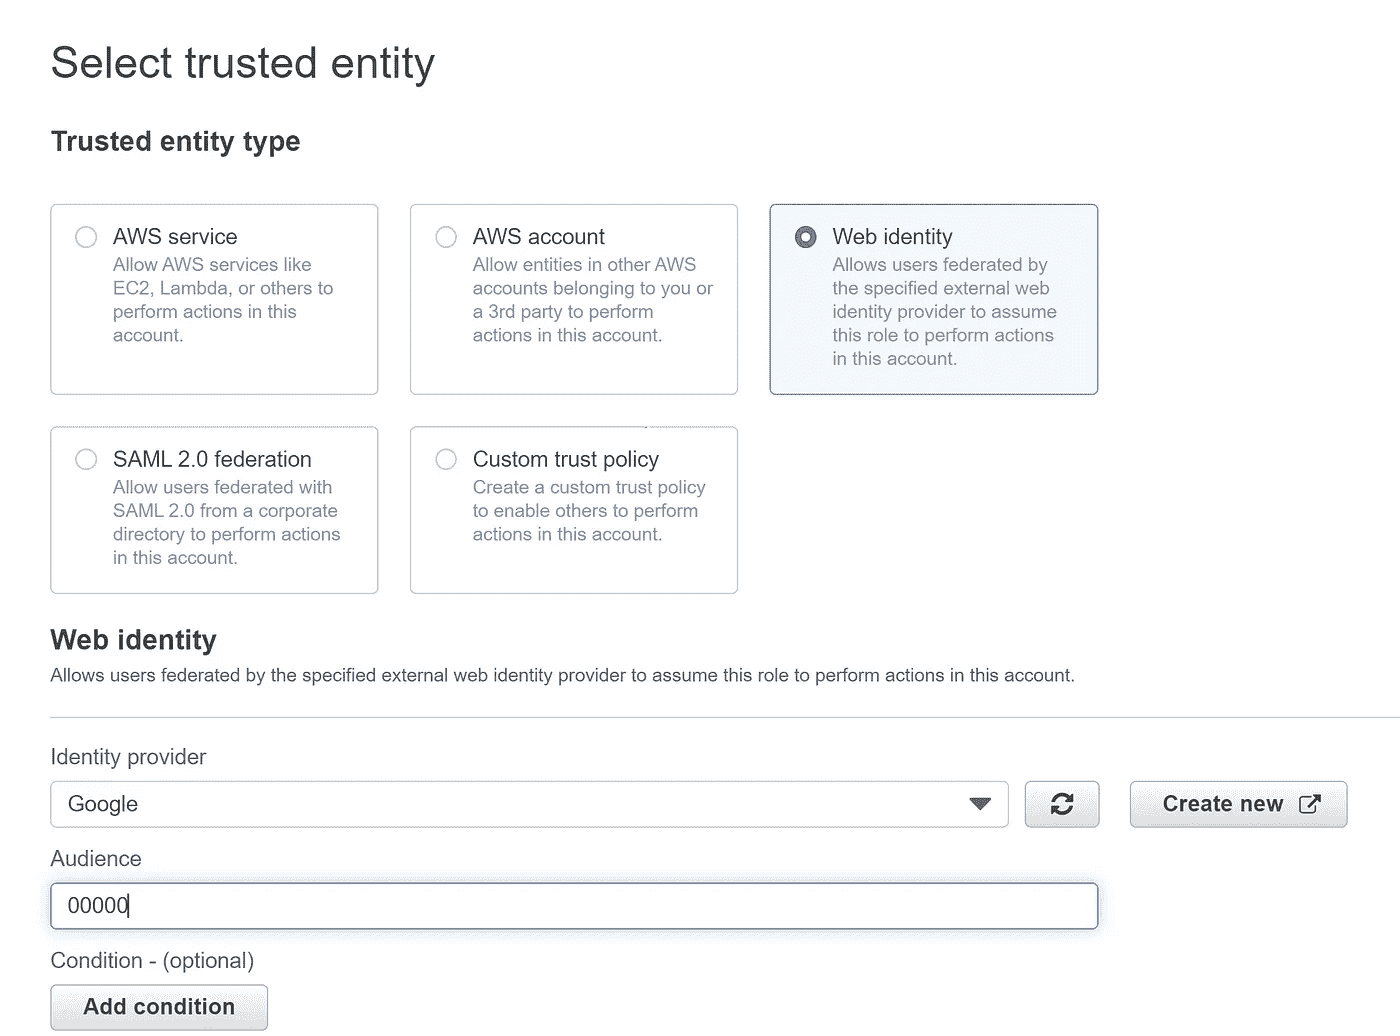 Select trusted entity
Trusted entity type
AWS service
Allow AWS services like
EC2, Lambda, or others to
perform actions in this
account.
AWS account
Allow entities in other AWS
accounts belonging to you or
a 3rd party to perform
actions in this account.
Web identity
Allows users federated by
the specified external web
identity provider to assume
this role to perform actions
in this account.
SAML 2.0 federation
Allow users federated with
SAML 2.0 from a corporate
directory to perform actions
in this account.
Custom trust policy
Create a custom trust policy
to enable others to perform
actions in this account.
Web identity
Allows users federated by the specified external web identity provider to assume this role to perform actions in this account.
Identity provider
Google
Create new
Audience
00000
Condition - (optional)
Add condition